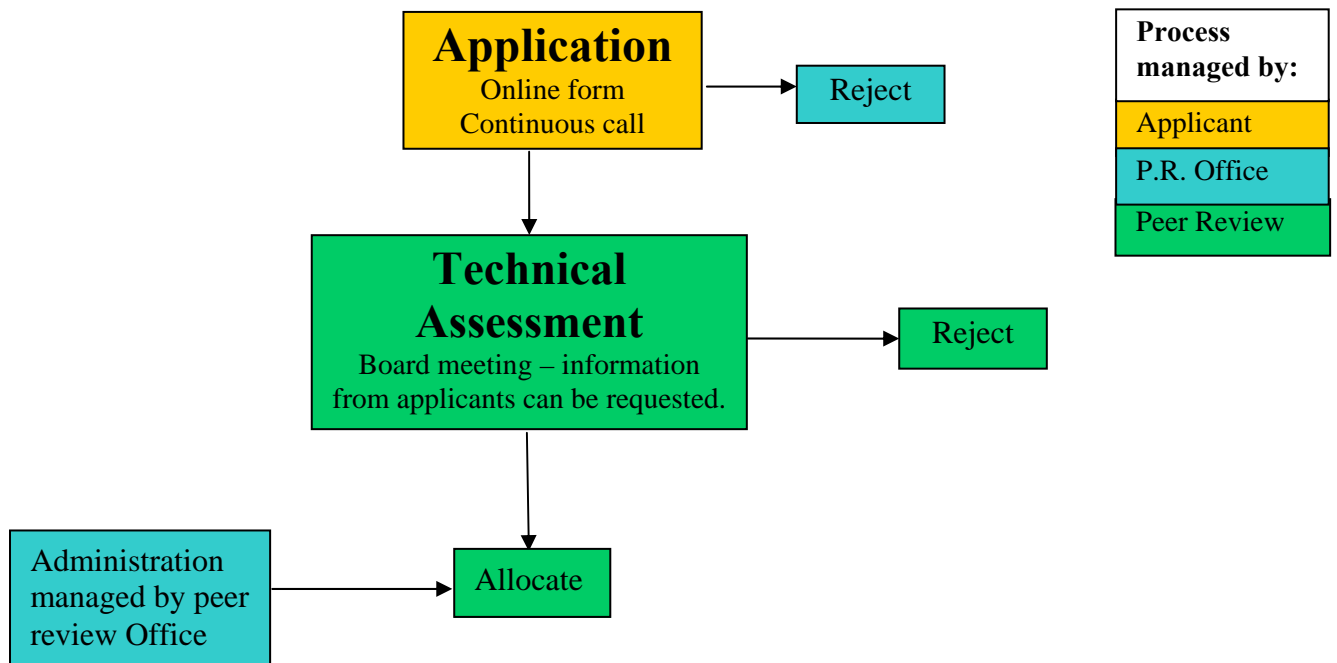 Application
Online form
Continuous call
Reject
Process
managed by:
Applicant
P.R. Office
Peer Review
Technical
Assessment
Board meeting – information
from applicants can be requested.
Reject
Administration
managed by peer
review Office
Allocate